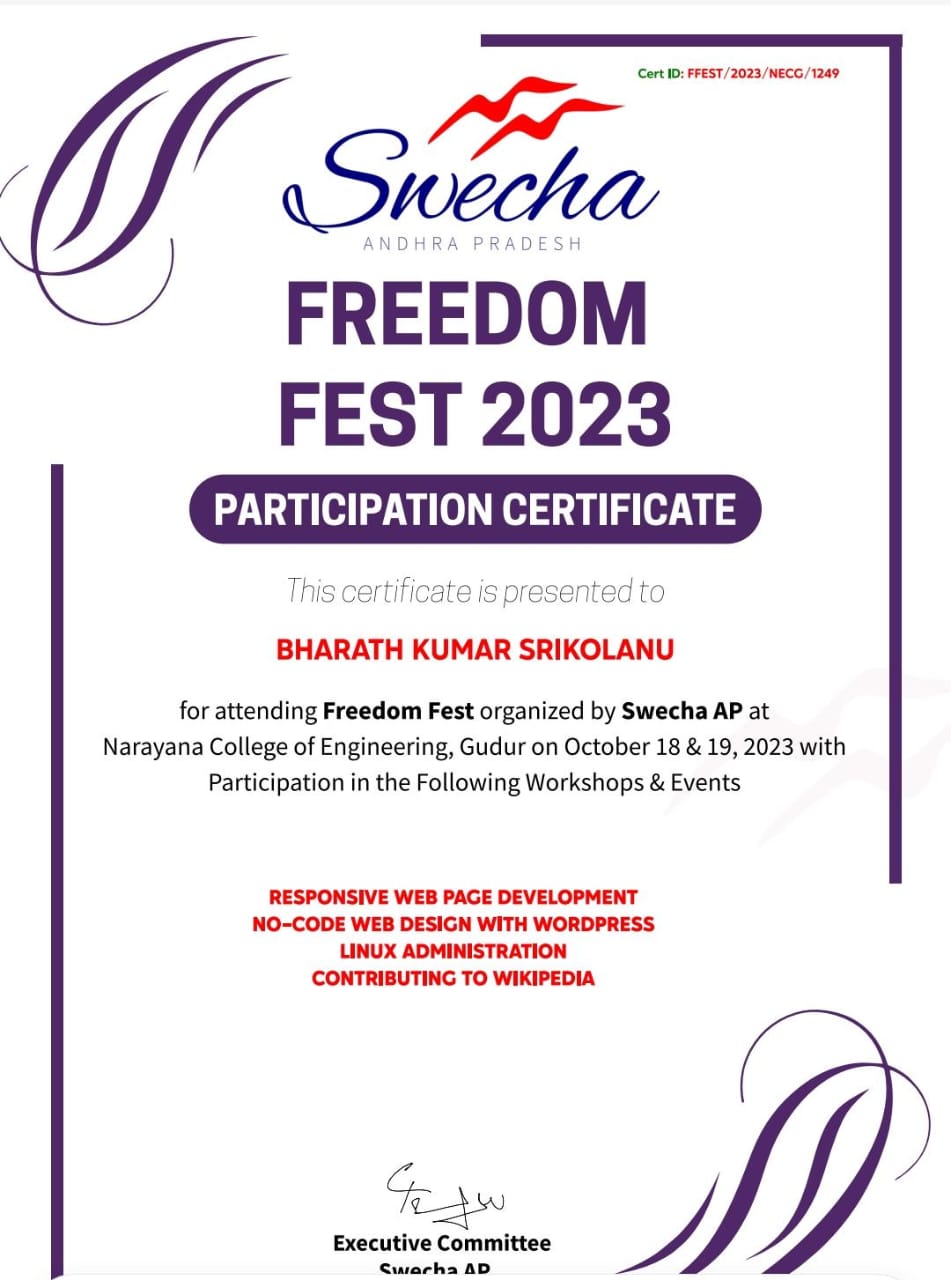 Cert ID: FFEST/2023/NECG/1249
Swecha
ANDHRA PRADESH
FREEDOM
FEST 2023
PARTICIPATION CERTIFICATE
This certificate is presented to
BHARATH KUMAR SRIKOLANU
for attending Freedom Fest organized by Swecha AP at
Narayana College of Engineering, Gudur on October 18 & 19, 2023 with
Participation in the Following Workshops & Events
RESPONSIVE WEB PAGE DEVELOPMENT
NO-CODE WEB DESIGN WITH WORDPRESS
LINUX ADMINISTRATION
CONTRIBUTING TO WIKIPEDIA
Executive Committee
Swecha AP